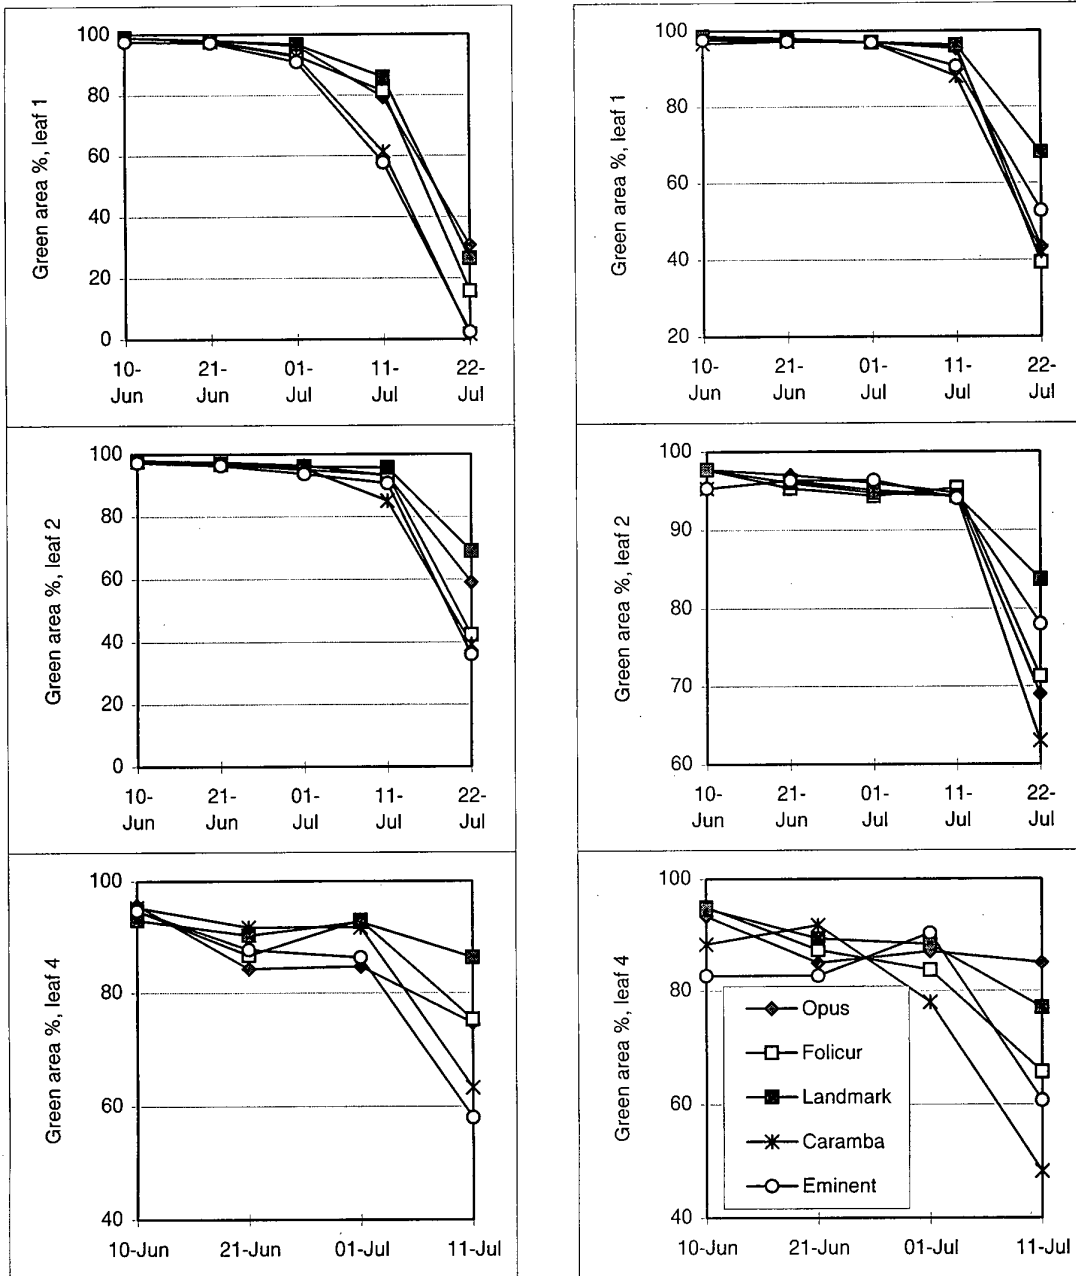 Green area %, leaf 1
100
80
60
40
20
0
10-
Jun
21-
Jun
01-
Jul
11-
Jul
22-
Jul
Green area %, leaf 1
100
80
60
40
20
10-
Jun
21-
Jun
01-
Jul
11-
Jul
22-
Jul
Green area %, leaf 2
100
80
60
40
20
0
10-
Jun
21-
Jun
01-
Jul
11-
Jul
22-
Jul
Green area %, leaf 2
100
90
80
70
60
10-
Jun
21-
Jun
01-
Jul
11-
Jul
22-
Jul
Green area %, leaf 4
100
80
60
40
10-Jun
21-Jun
01-Jul
11-Jul
Green area %, leaf 4
100
80
60
40
10-Jun
21-Jun
01-Jul
11-Jul
Opus
Folicur
Landmark
Caramba
Eminent